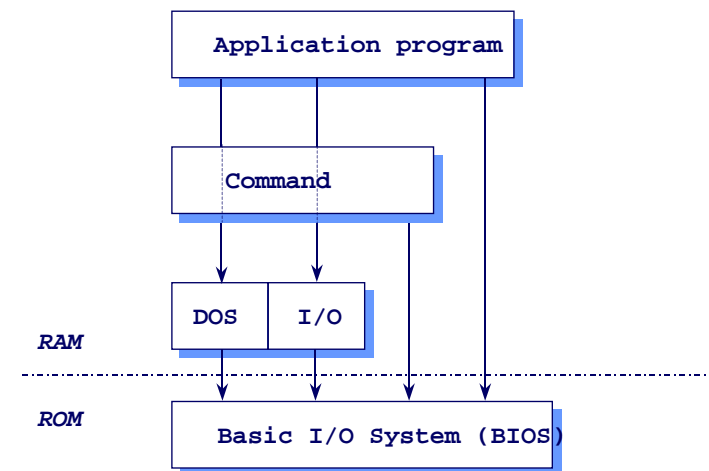 Application program
Command
DOS I/O
RAM
ROM
Basic I/O System (BIOS)